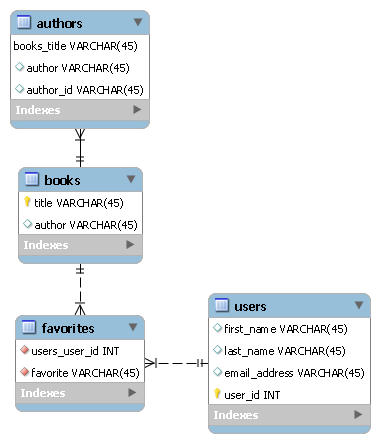 authors
books_title VARCHAR(45)
author VARCHAR(45)
author_id VARCHAR(45)
Indexes
books
title VARCHAR(45)
author VARCHAR(45)
Indexes
favorites
users_user_id INT
favorite VARCHAR(45)
Indexes
users
first_name VARCHAR(45)
last_name VARCHAR(45)
email_address VARCHAR(45)
user_id INT
Indexes